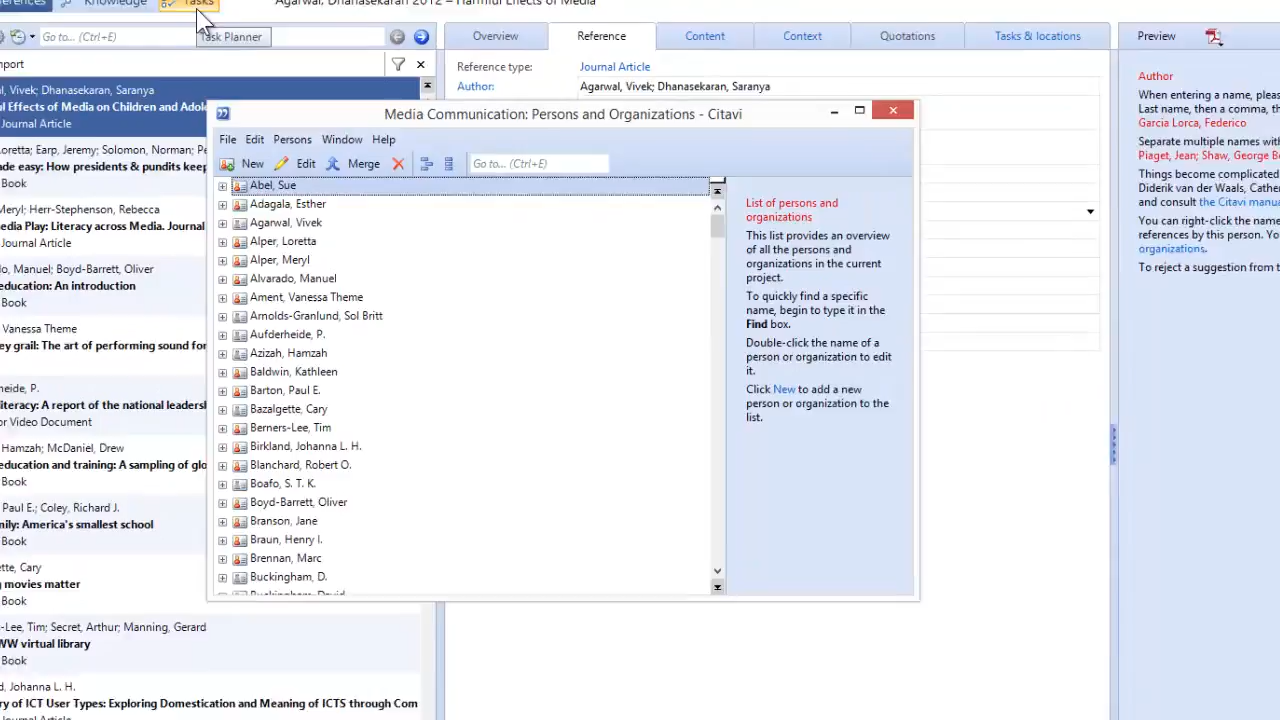 Knowledge
Tasks
Agarwal, Dhanasekaran 2012 – Harmful Effects of Media
Go to... (Ctrl+E)
Task Planner
Overview
Reference
Content
Context
Quotations
Tasks & locations
Preview
Reference type:
Journal Article
Author:
Agarwal, Vivek; Dhanasekaran, Saranya
Author
When entering a name, pleas
Last name, then a comma, th
Garcia Lorca, Federico
Separate multiple names with
Piaget, Jean; Shaw, George Be
Things become complicated
Diderik van der Waals, Cathe
and consult the Citavi manua
You can right-click the name
references by this person. Yo
organizations.
To reject a suggestion from t
port
al, Vivek; Dhanasekaran, Saranya
ul Effects of Media on Children and Adol
Journal Article
Loretta; Earp, Jeremy; Solomon, Norman; Pe
ade easy: How presidents & pundits keep
Book
Meryl; Herr-Stephenson, Rebecca
edia Play: Literacy across Media. Journal
Journal Article
do, Manuel; Boyd-Barrett, Oliver
education: An introduction
Book
Vanessa Theme
ey grail: The art of performing sound for
Book
heide, P.
literacy: A report of the national leadersh
or Video Document
Hamzah; McDaniel, Drew
education and training: A sampling of glo
Book
Paul E.; Coley, Richard J.
mily: America's smallest school
Book
ette, Cary
g movies matter
Book
s-Lee, Tim; Secret, Arthur; Manning, Gerard
WW virtual library
Book
d, Johanna L. H.
ry of ICT User Types: Exploring Domestication and Meaning of ICTS through Com
Journal Article
Media Communication: Persons and Organizations - Citavi
File Edit Persons Window Help
New Edit Merge Go to... (Ctrl+E)
Abel, Sue
Adagala, Esther
Agarwal, Vivek
Alper, Loretta
Alper, Meryl
Alvarado, Manuel
Ament, Vanessa Theme
Arnolds-Granlund, Sol Britt
Aufderheide, P.
Azizah, Hamzah
Baldwin, Kathleen
Barton, Paul E.
Bazalgette, Cary
Berners-Lee, Tim
Birkland, Johanna L. H.
Blanchard, Robert O.
Boafo, S. T. K.
Boyd-Barrett, Oliver
Branson, Jane
Braun, Henry I.
Brennan, Marc
Buckingham, D.
Buckingham, David
List of persons and
organizations
This list provides an overview
of all the persons and
organizations in the current
project.
To quickly find a specific
name, begin to type it in the
Find box.
Double-click the name of a
person or organization to edit
it.
Click New to add a new
person or organization to the
list.